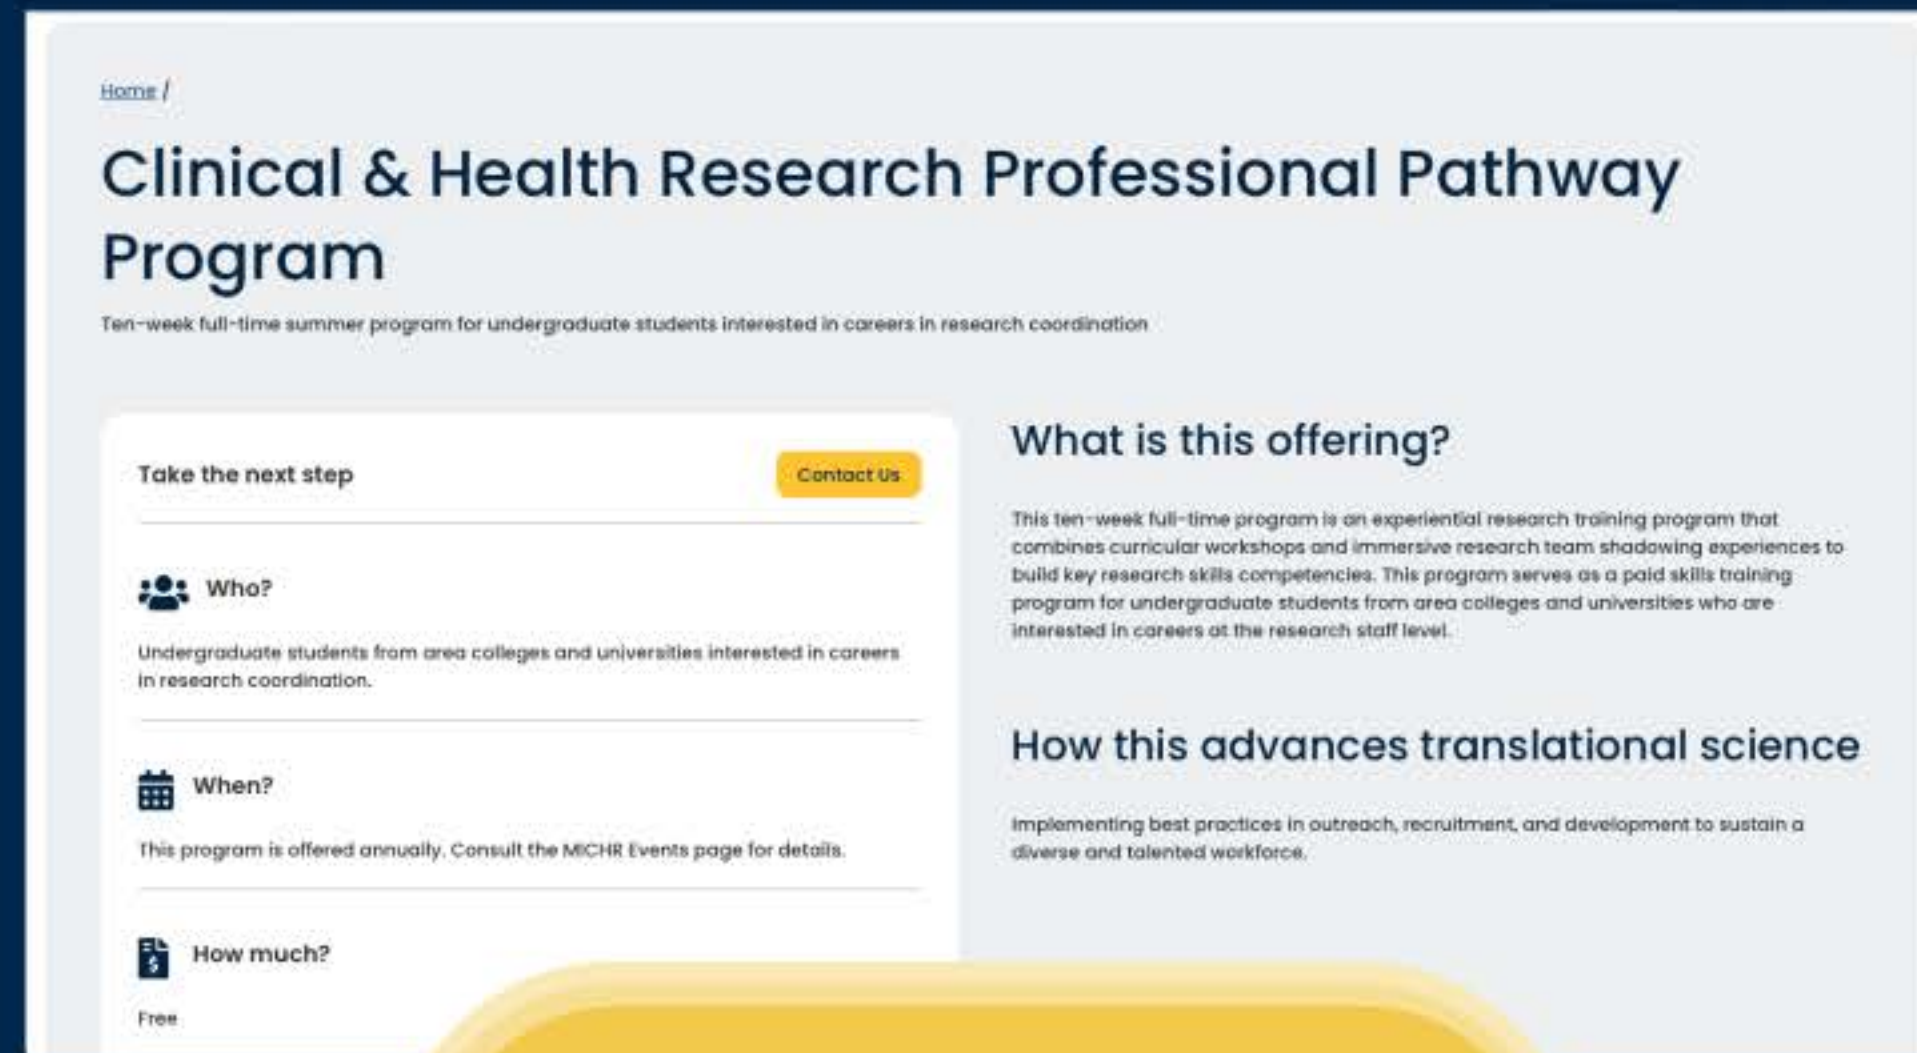 Home /
Clinical & Health Research Professional Pathway
Program
Ten-week full-time summer program for undergraduate students interested in careers in research coordination
Take the next step
Contact Us
Who?
Undergraduate students from area colleges and universities interested in careers
in research coordination.
When?
This program is offered annually. Consult the MICHR Events page for details.
How much?
Free
What is this offering?
This ten-week full-time program is an experiential research training program that
combines curricular workshops and immersive research team shadowing experiences to
build key research skills competencies. This program serves as a paid skills training
program for undergraduate students from area colleges and universities who are
interested in careers at the research staff level.
How this advances translational science
Implementing best practices in outreach, recruitment, and development to sustain a
diverse and talented workforce.